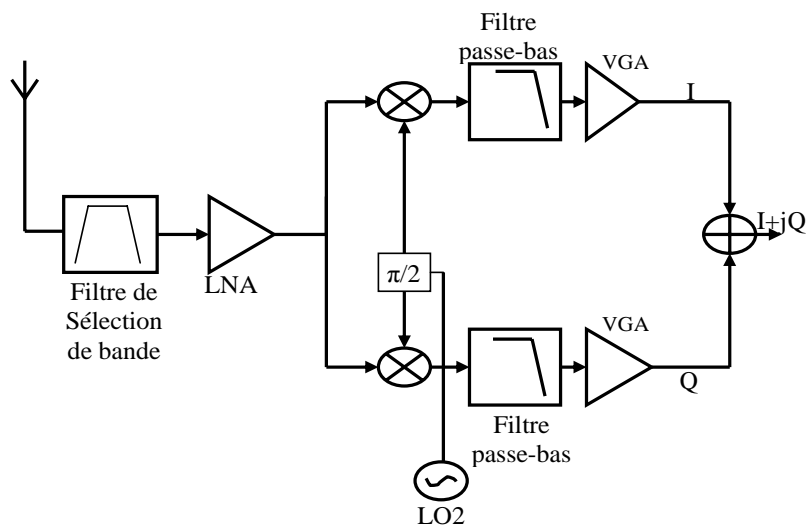 Filtre
passe-bas
VGA
I
I+jQ
π/2
LNA
Filtre de
Sélection
de bande
VGA
Q
Filtre
passe-bas
LO2